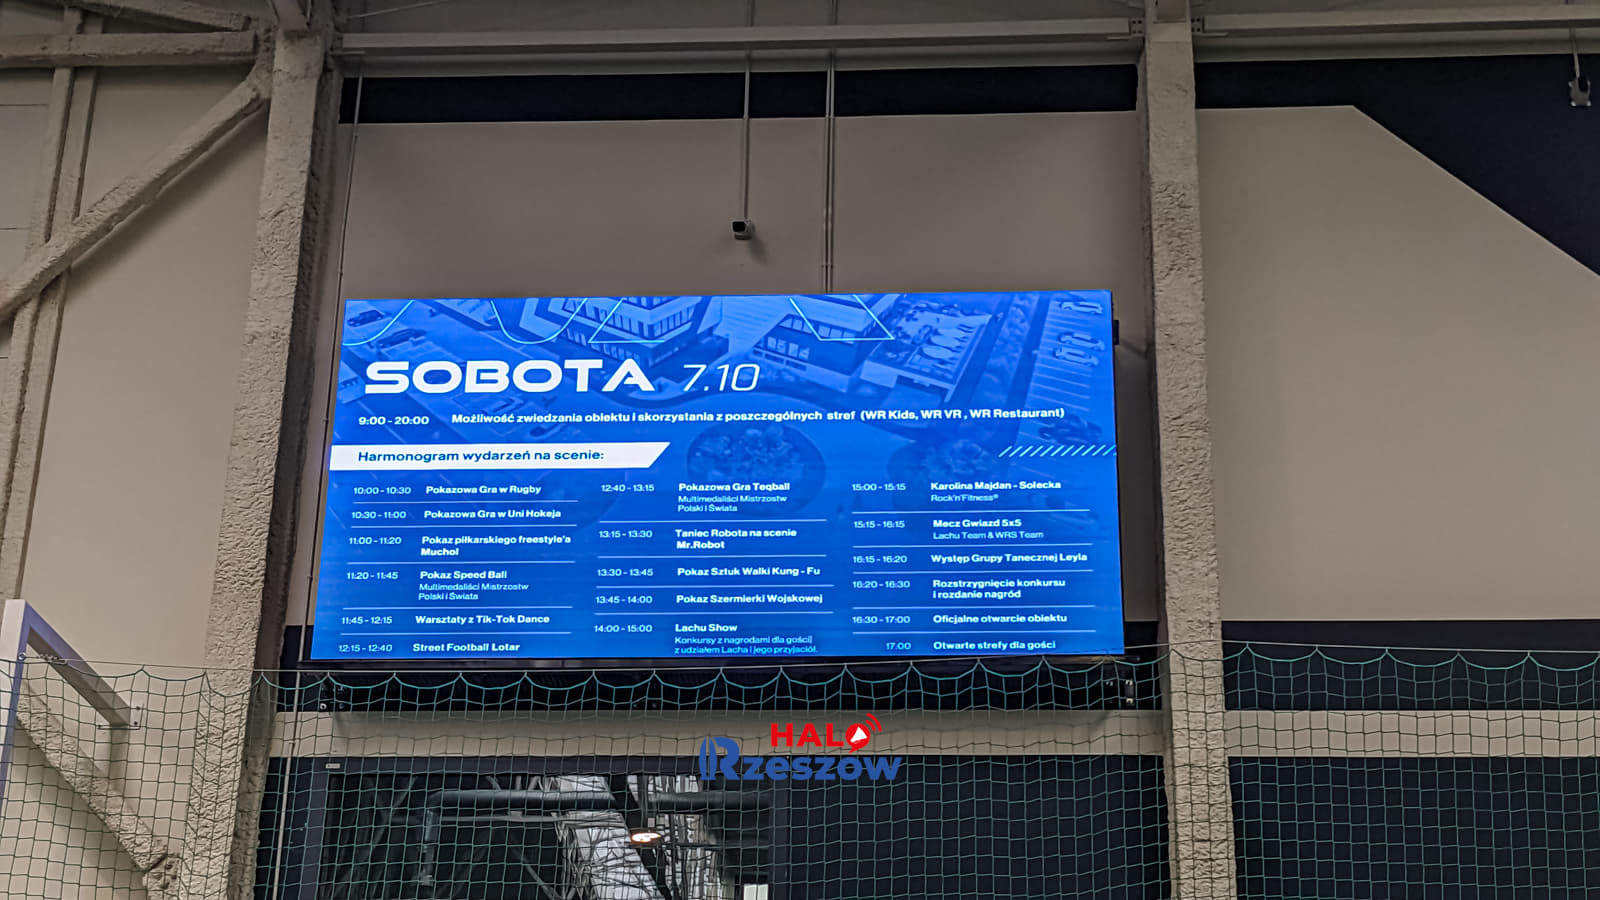 SOBOTA 7.10
9:00 - 20:00 Możliwość zwiedzania obiektu i skorzystania z poszczególnych stref (WR Kids, WR VR , WR Restaurant)
Harmonogram wydarzeń na scenie:
10:00 - 10:30 Pokazowa Gra w Rugby
10:30 - 11:00 Pokazowa Gra w Uni Hokeja
11:00 - 11:20 Pokaz piłkarskiego freestyle'a
Muchol
11:20 - 11:45 Pokaz Speed Ball
Multimedaliści Mistrzostw
Polski i Świata
11:45 - 12:15 Warsztaty z Tik-Tok Dance
12:15 - 12:40 Street Football Lotar
12:40 - 13:15 Pokazowa Gra Teqball
Multimedaliści Mistrzostw
Polski i Świata
13:15 - 13:30 Taniec Robota na scenie
Mr.Robot
13:30 - 13:45 Pokaz Sztuk Walki Kung - Fu
13:45 - 14:00 Pokaz Szermierki Wojskowej
14:00 - 15:00 Lachu Show
Konkursy z nagrodami dla gości
z udziałem Lacha i jego przyjaciół.
15:00 - 15:15 Karolina Majdan - Solecka
Rock'n'Fitness®
15:15 - 16:15 Mecz Gwiazd 5x5
Lachu Team & WRS Team
16:15 - 16:20 Występ Grupy Tanecznej Leyla
16:20 - 16:30 Rozstrzygnięcie konkursu
i rozdanie nagród
16:30 - 17:00 Oficjalne otwarcie obiektu
17:00 Otwarte strefy dla gości
HALO
Rzeszów